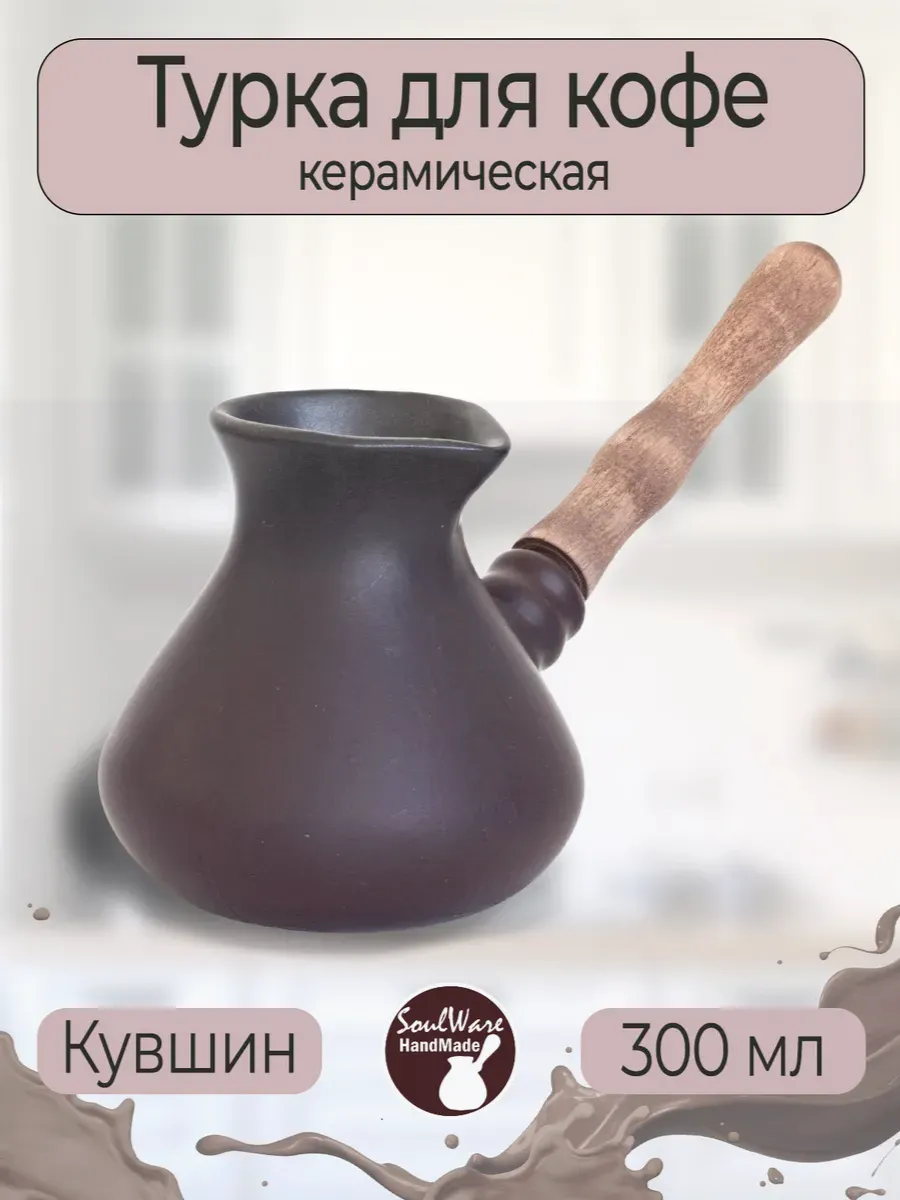 Турка для кофе
керамическая
Кувшин
SoulWare
HandMade
300 мл